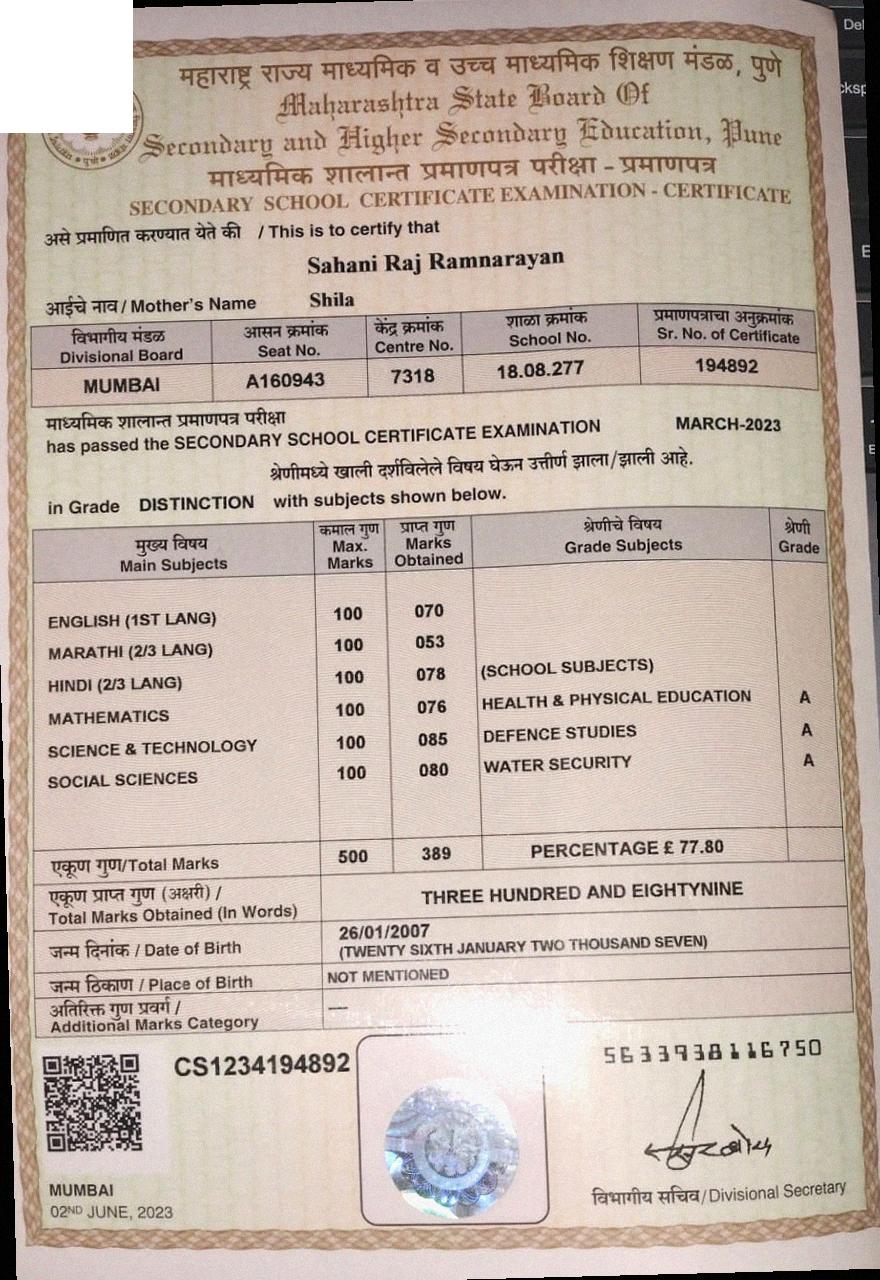 महाराष्ट्र राज्य माध्यमिक व उच्च माध्यमिक शिक्षण मंडळ, पुणे
Maharashtra State Board Of
Secondary and Higher Secondary Education, Pune
माध्यमिक शालान्त प्रमाणपत्र परीक्षा - प्रमाणपत्र
SECONDARY SCHOOL CERTIFICATE EXAMINATION - CERTIFICATE
असे प्रमाणित करण्यात येते की / This is to certify that
Sahani Raj Ramnarayan
आईचे नाव / Mother's Name Shila
विभागीय मंडळ आसन क्रमांक केंद्र क्रमांक शाळा क्रमांक प्रमाणपत्राचा अनुक्रमांक
Divisional Board Seat No. Centre No. School No. Sr. No. of Certificate
MUMBAI A160943 7318 18.08.277 194892
माध्यमिक शालान्त प्रमाणपत्र परीक्षा
has passed the SECONDARY SCHOOL CERTIFICATE EXAMINATION MARCH-2023
श्रेणीमध्ये खाली दर्शविलेले विषय घेऊन उत्तीर्ण झाला/झाली आहे.
in Grade DISTINCTION with subjects shown below.
मुख्य विषय कमाल गुण प्राप्त गुण श्रेणीचे विषय श्रेणी
Main Subjects Max. Marks Marks Obtained Grade Subjects Grade
ENGLISH (1ST LANG) 100 070
MARATHI (2/3 LANG) 100 053
HINDI (2/3 LANG) 100 078 (SCHOOL SUBJECTS)
MATHEMATICS 100 076 HEALTH & PHYSICAL EDUCATION A
SCIENCE & TECHNOLOGY 100 085 DEFENCE STUDIES A
SOCIAL SCIENCES 100 080 WATER SECURITY A
एकूण गुण/Total Marks 500 389 PERCENTAGE £ 77.80
एकूण प्राप्त गुण (अक्षरी) /
Total Marks Obtained (In Words) THREE HUNDRED AND EIGHTYNINE
जन्म दिनांक / Date of Birth 26/01/2007
(TWENTY SIXTH JANUARY TWO THOUSAND SEVEN)
जन्म ठिकाण / Place of Birth NOT MENTIONED
अतिरिक्त गुण प्रवर्ग /
Additional Marks Category ---
CS1234194892
5633938116750
MUMBAI
02ND JUNE, 2023
विभागीय सचिव/Divisional Secretary